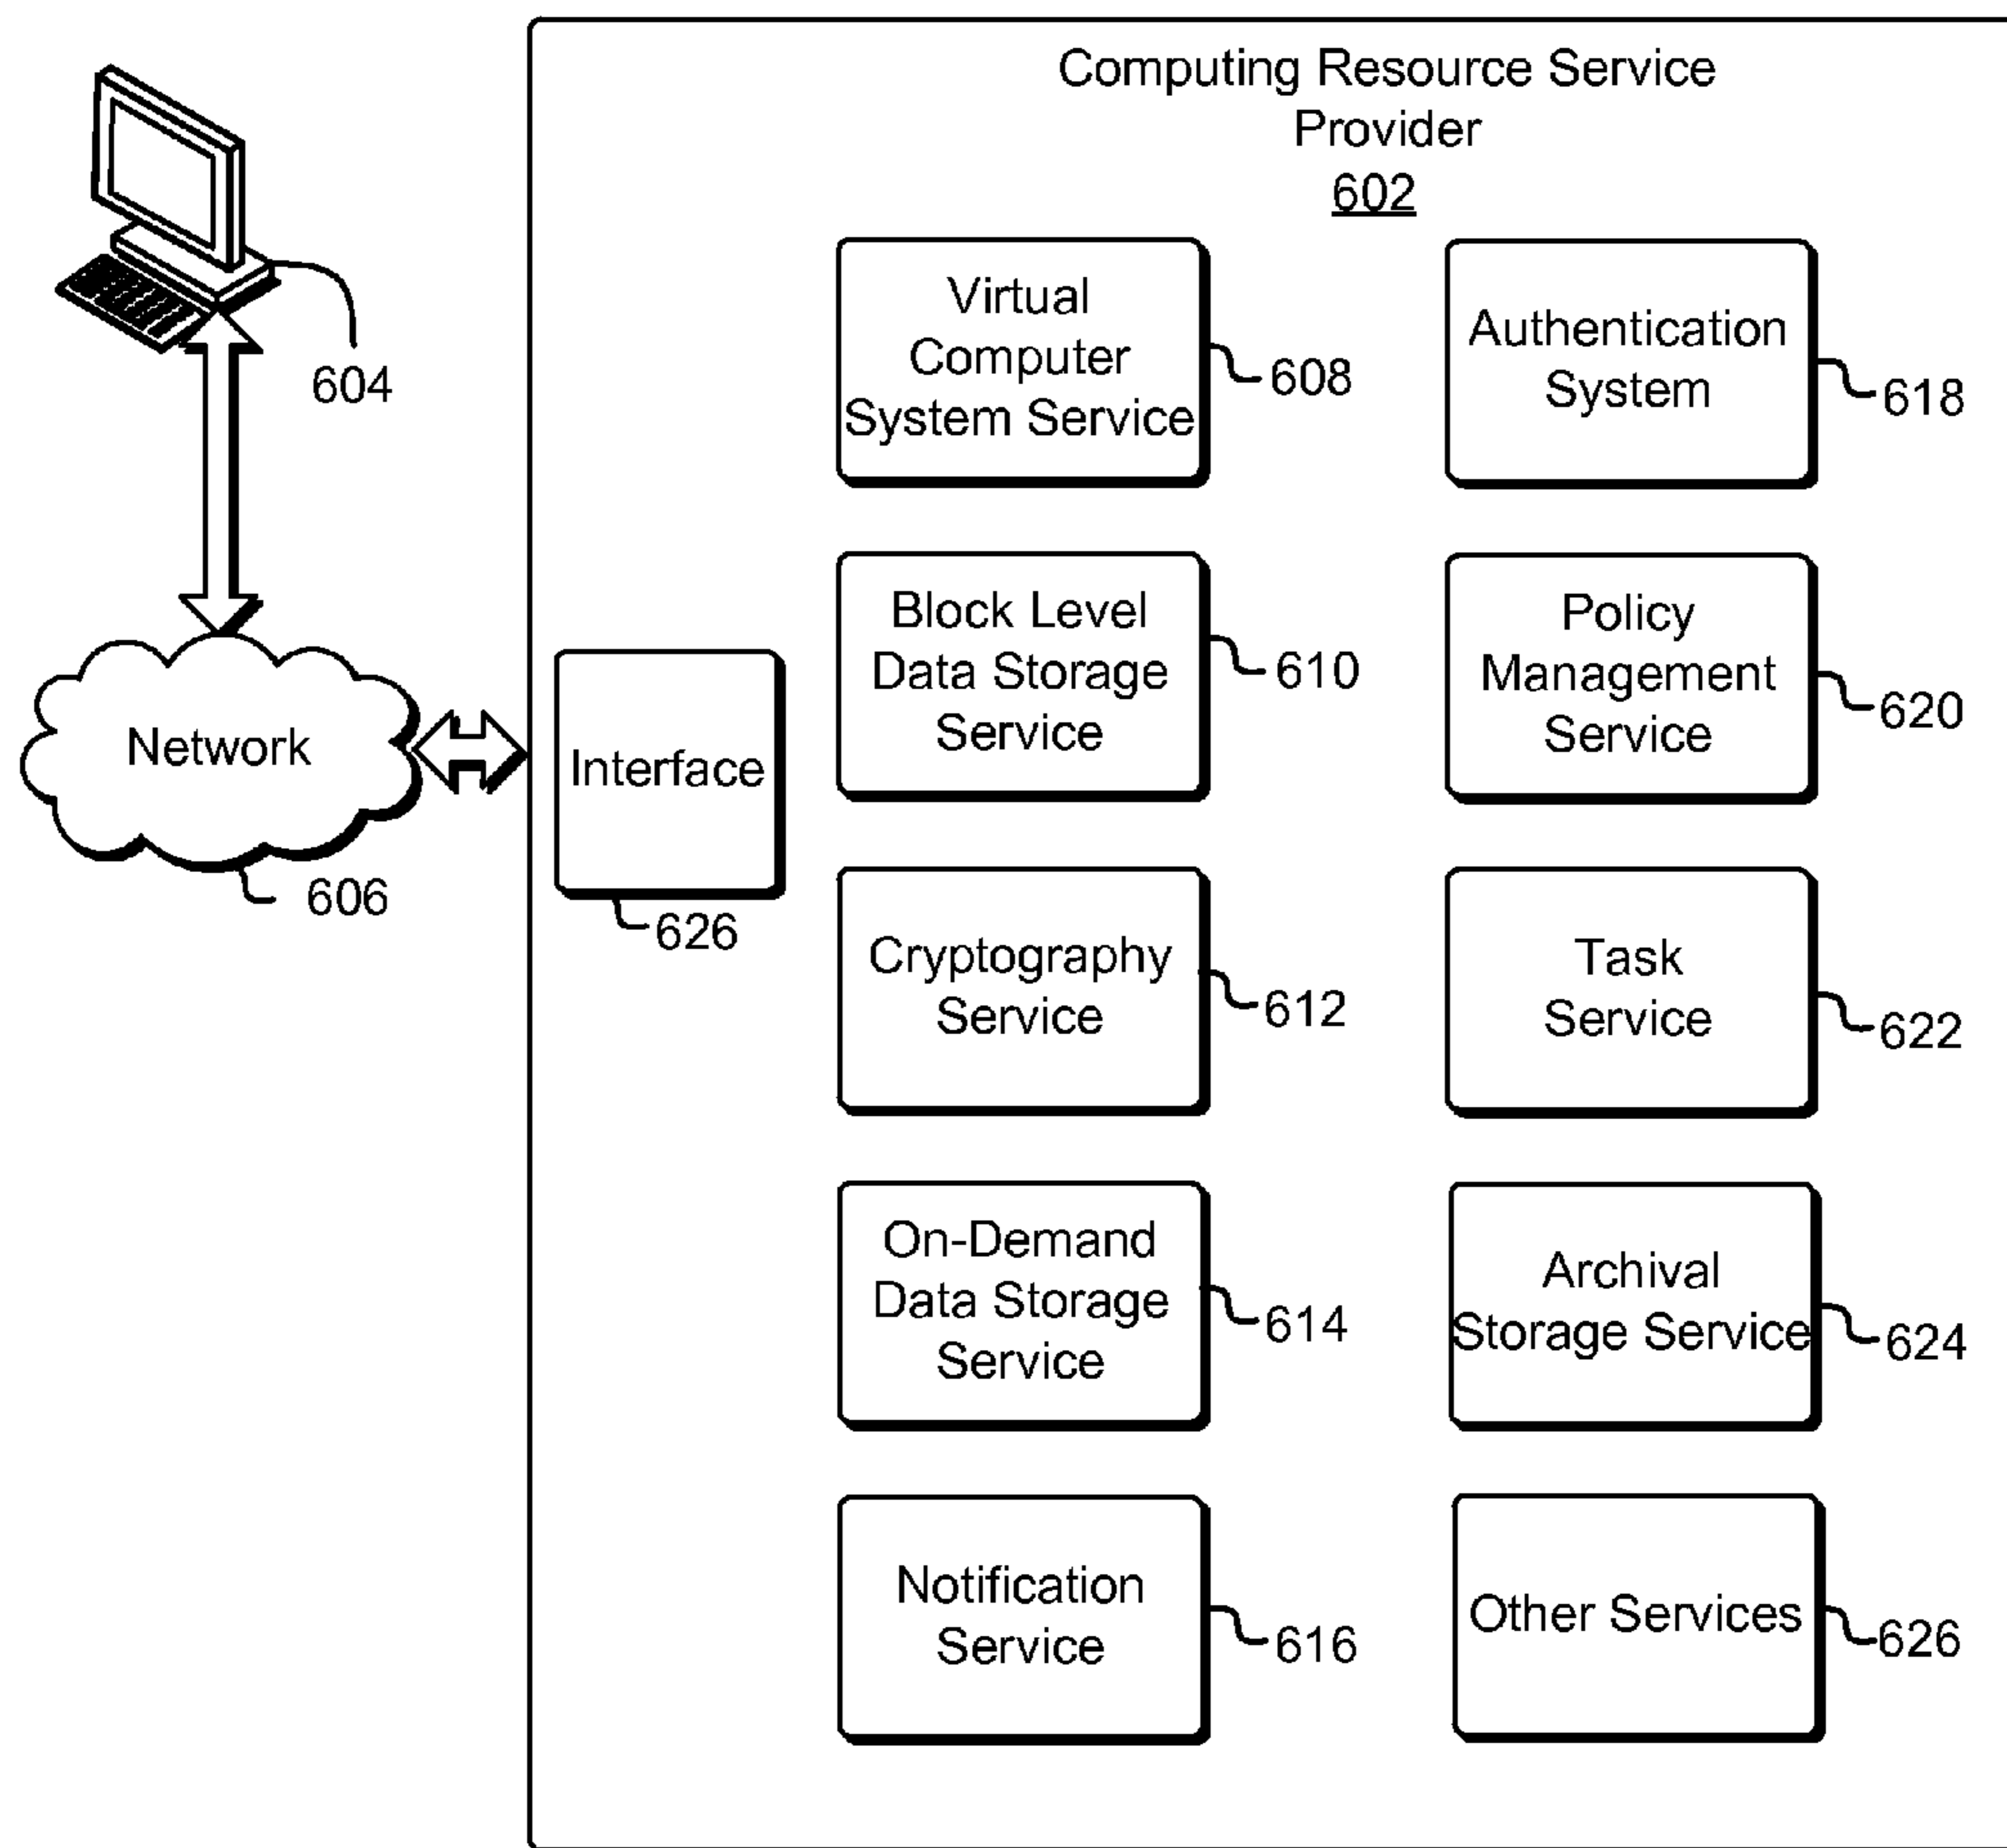 Computing Resource Service
Provider
602
604
Network
606
Interface
626
Virtual
Computer
System Service
608
Authentication
System
618
Block Level
Data Storage
Service
610
Policy
Management
Service
620
Cryptography
Service
612
Task
Service
622
On-Demand
Data Storage
Service
614
Archival
Storage Service
624
Notification
Service
616
Other Services
626